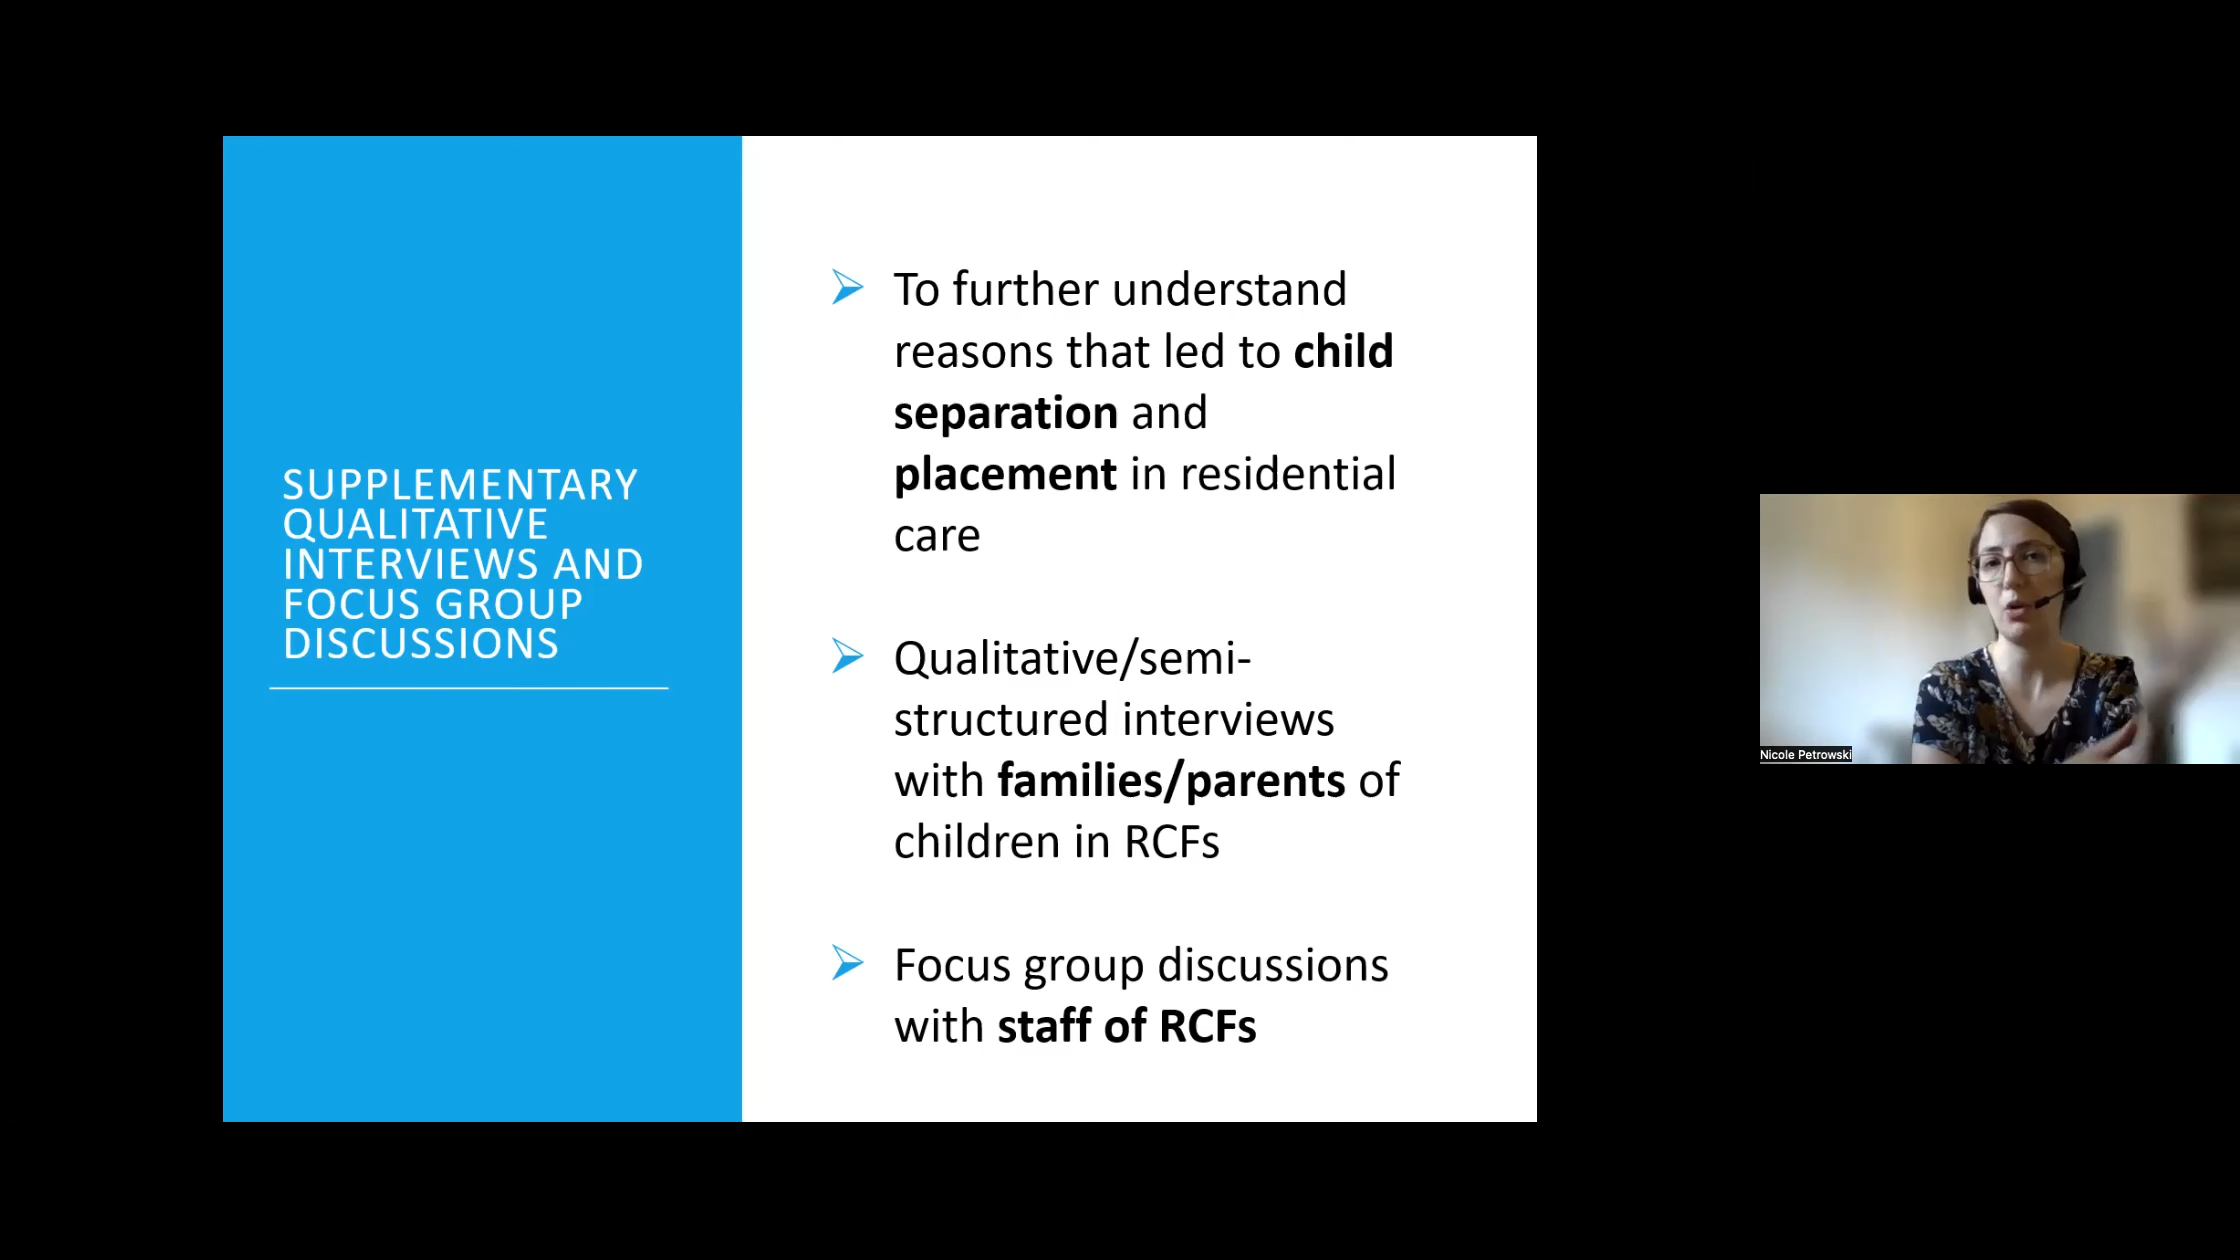 SUPPLEMENTARY
QUALITATIVE
INTERVIEWS AND
FOCUS GROUP
DISCUSSIONS
To further understand
reasons that led to child
separation and
placement in residential
care
Qualitative/semi-
structured interviews
with families/parents of
children in RCFs
Focus group discussions
with staff of RCFs
Nicole Petrowski